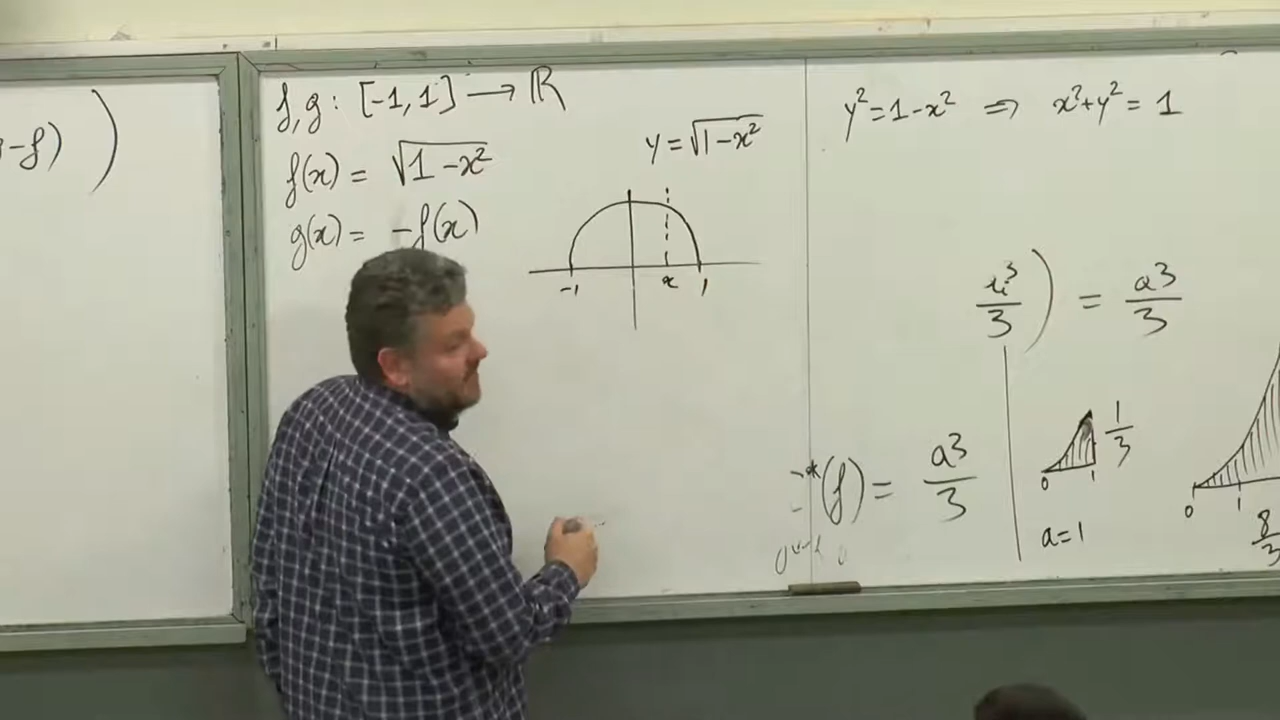 -f) )
f,g : [-1,1] → ℝ
f(x) = √(1-x²)
g(x) = -f(x)
y = √(1-x²)
-1 x 1
y² = 1-x² ⇒ x²+y² = 1
x³/3 ) = a³/3
*(f) = a³/3
1/3
0 1
a=1
0 1
8/3